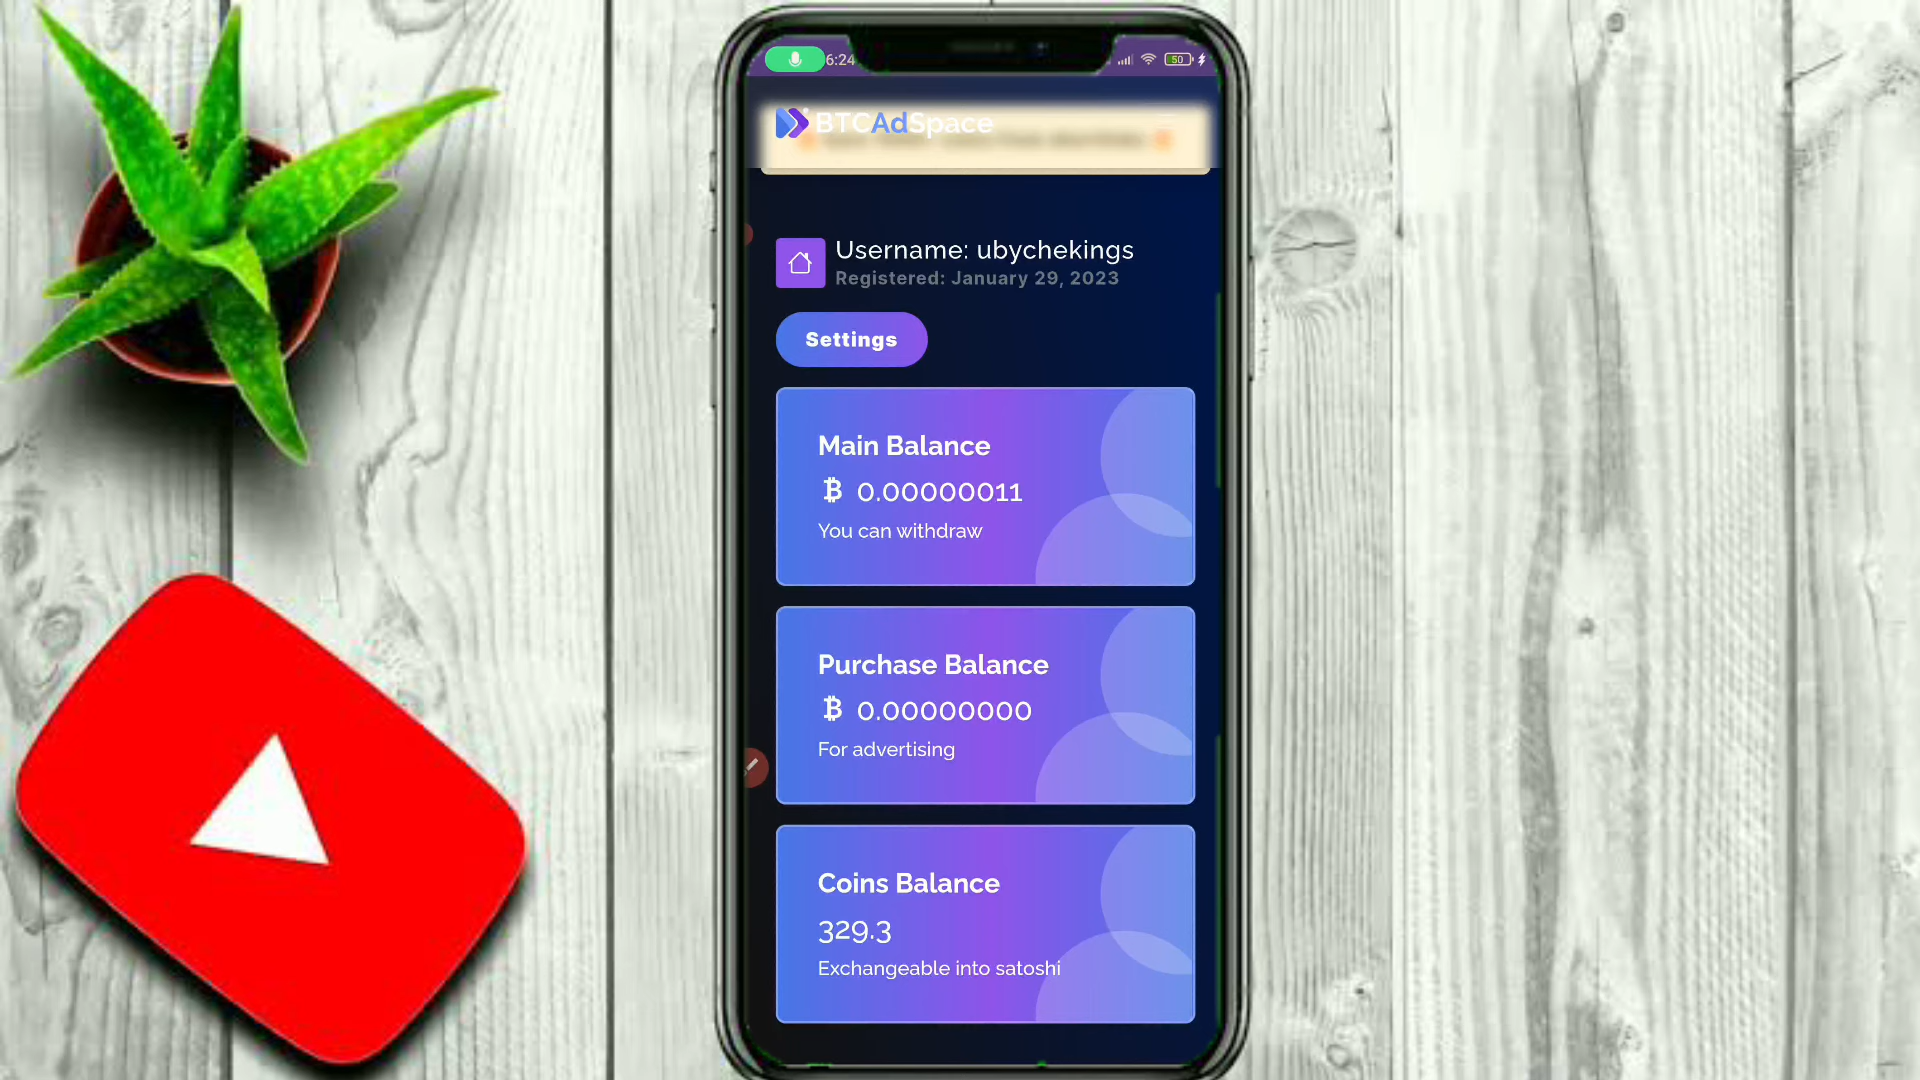 6:24
50
BTCAdSpace
Username: ubychekings
Registered: January 29, 2023
Settings
Main Balance
₿ 0.00000011
You can withdraw
Purchase Balance
₿ 0.00000000
For advertising
Coins Balance
329.3
Exchangeable into satoshi